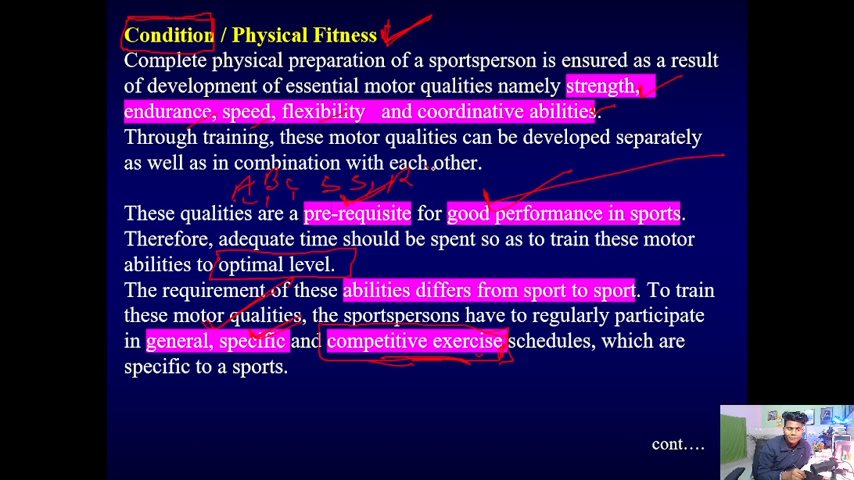 Condition / Physical Fitness
Complete physical preparation of a sportsperson is ensured as a result
of development of essential motor qualities namely strength,
endurance, speed, flexibility and coordinative abilities.
Through training, these motor qualities can be developed separately
as well as in combination with each other.
A B C S S R
These qualities are a pre-requisite for good performance in sports.
Therefore, adequate time should be spent so as to train these motor
abilities to optimal level.
The requirement of these abilities differs from sport to sport. To train
these motor qualities, the sportspersons have to regularly participate
in general, specific and competitive exercise schedules, which are
specific to a sports.
cont....